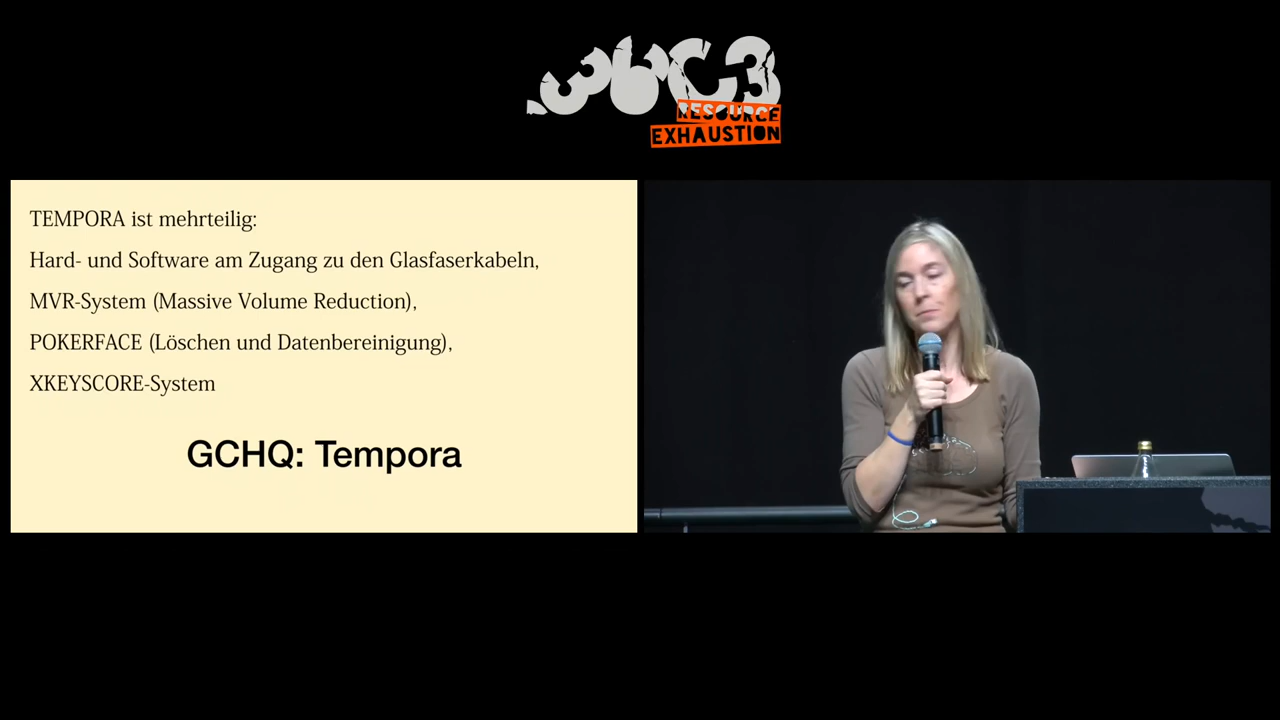 36C3
RESOURCE
EXHAUSTION
TEMPORA ist mehrteilig:
Hard- und Software am Zugang zu den Glasfaserkabeln,
MVR-System (Massive Volume Reduction),
POKERFACE (Löschen und Datenbereinigung),
XKEYSCORE-System
GCHQ: Tempora